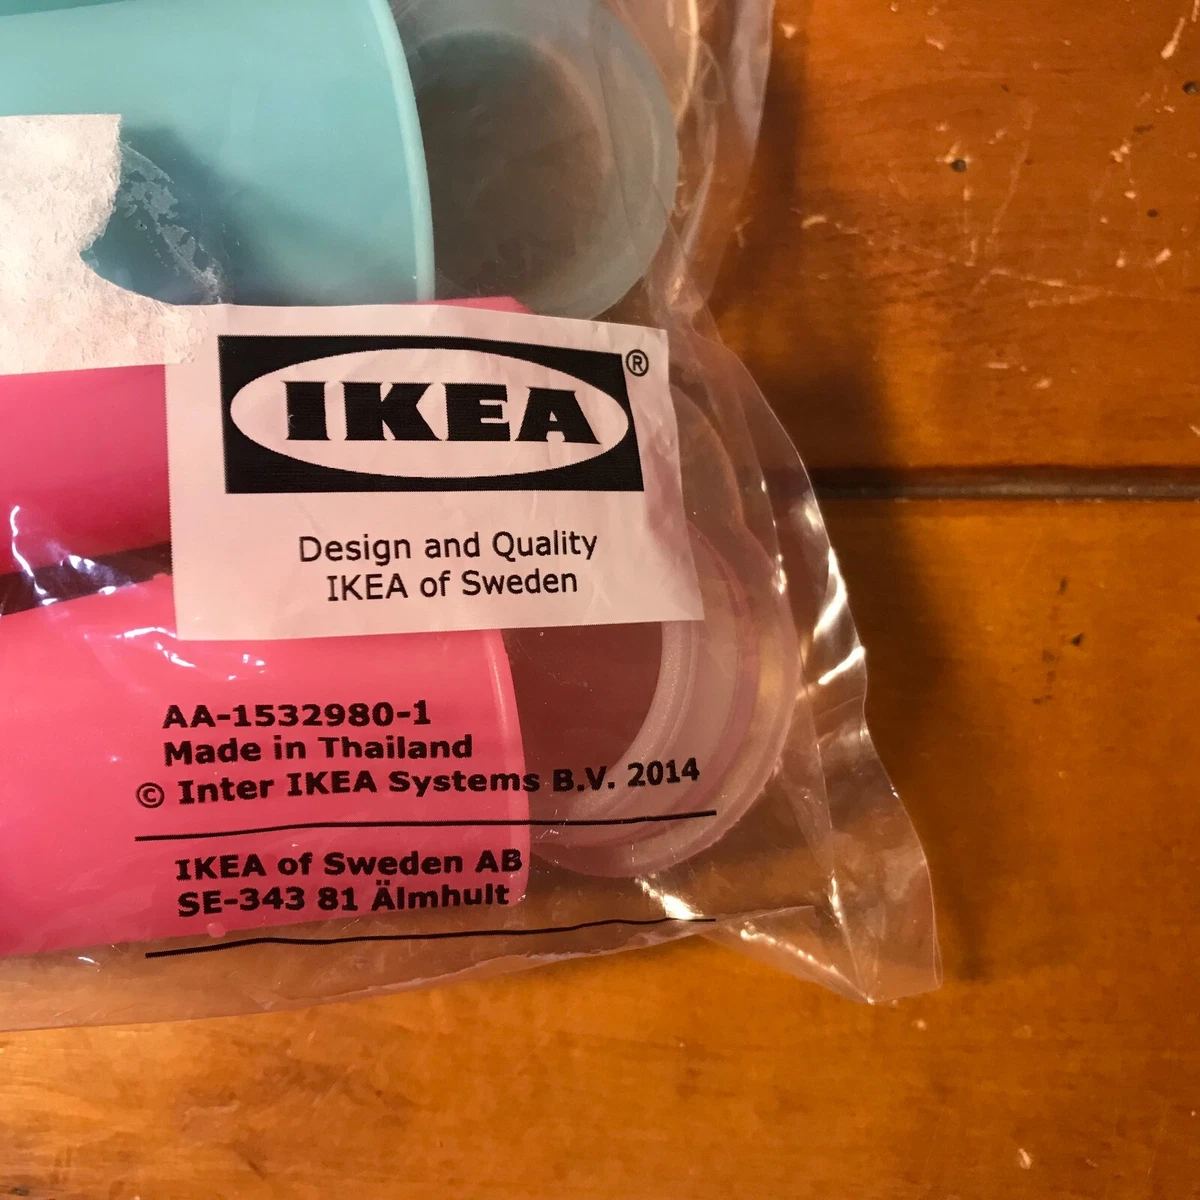 IKEA®
Design and Quality
IKEA of Sweden
AA-1532980-1
Made in Thailand
© Inter IKEA Systems B.V. 2014
IKEA of Sweden AB
SE-343 81 Älmhult